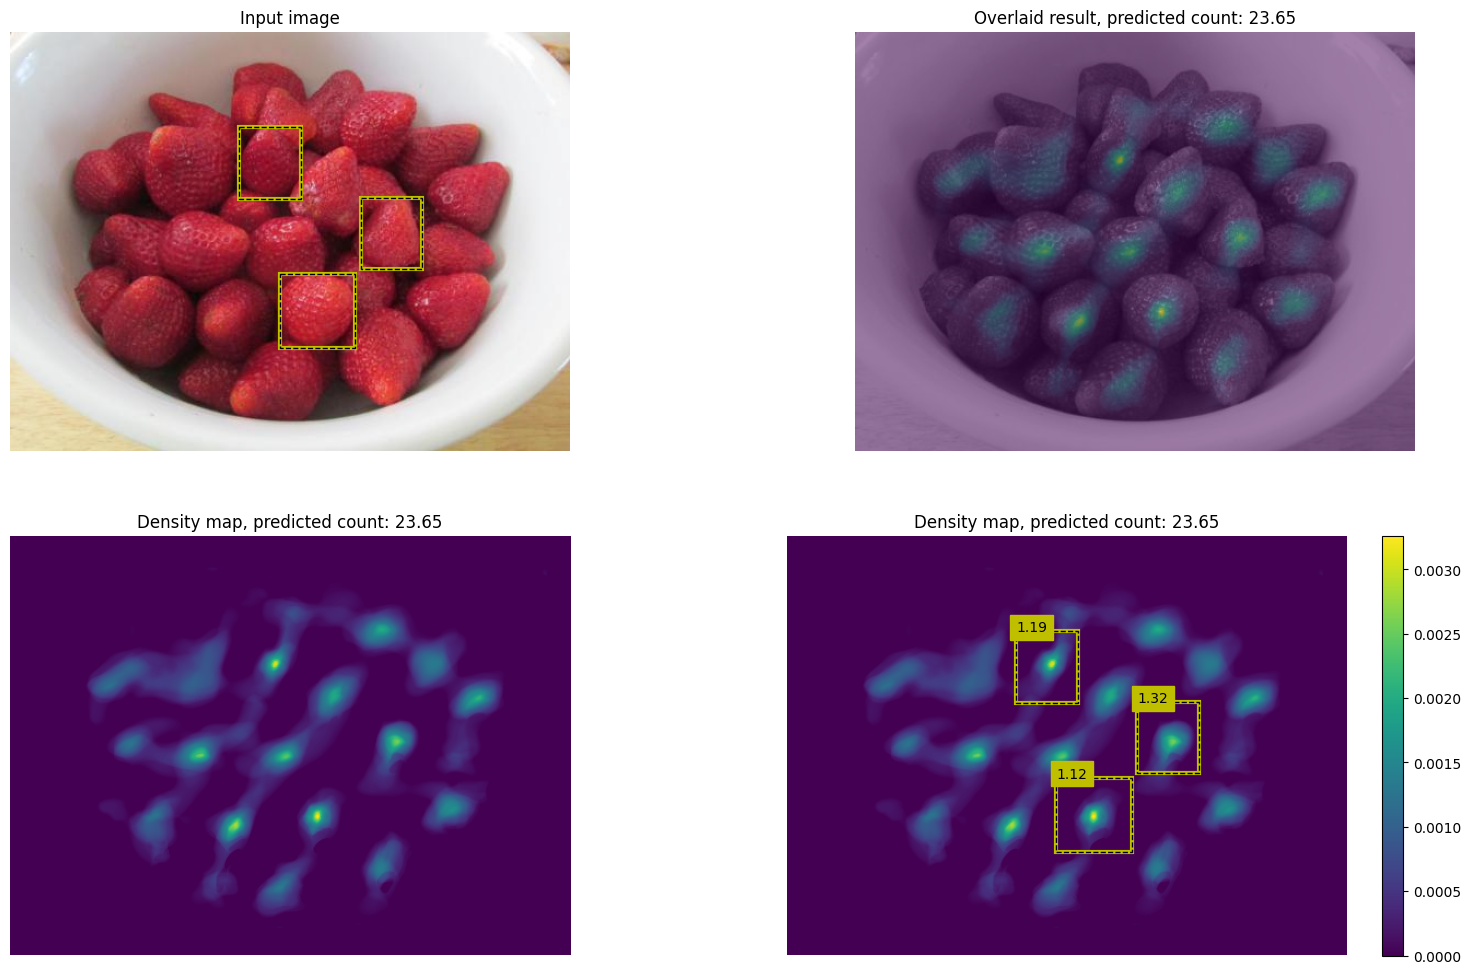 Input image
Overlaid result, predicted count: 23.65
Density map, predicted count: 23.65
Density map, predicted count: 23.65
1.19
1.32
1.12
0.0030
0.0025
0.0020
0.0015
0.0010
0.0005
0.0000